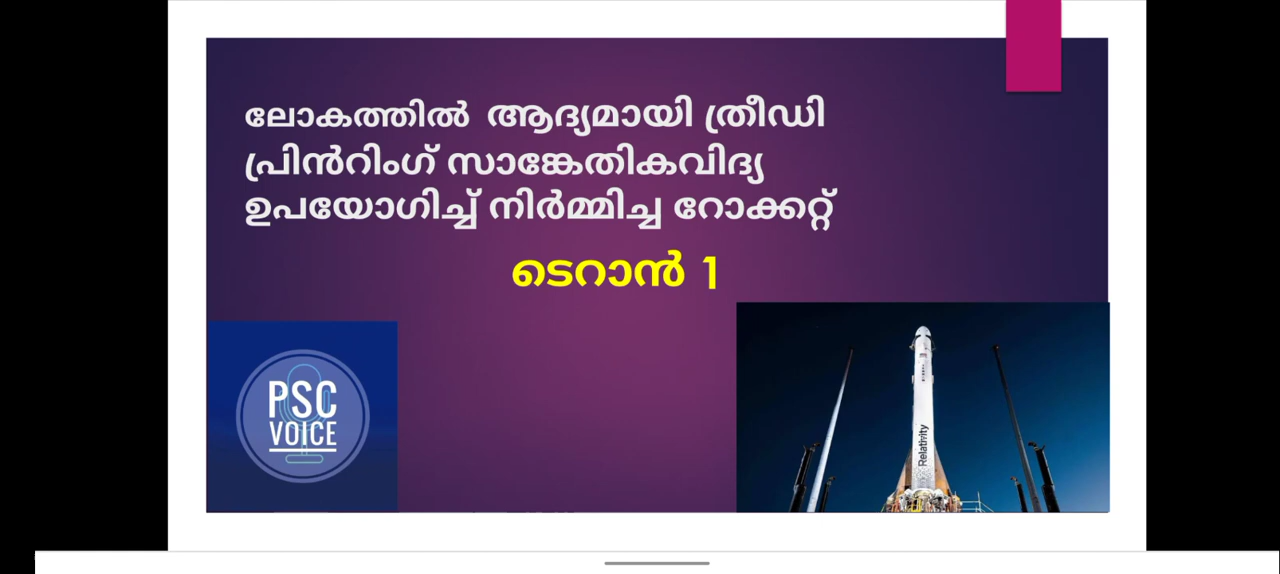 ലോകത്തിൽ ആദ്യമായി ത്രീഡി
പ്രിൻറിംഗ് സാങ്കേതികവിദ്യ
ഉപയോഗിച്ച് നിർമ്മിച്ച റോക്കറ്റ്
ടെറാൻ 1
PSC
VOICE
Relativity